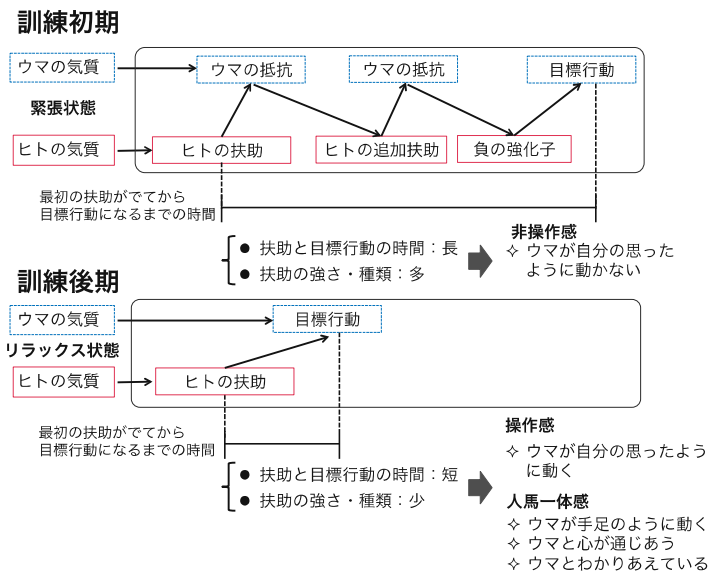 訓練初期
ウマの気質
ウマの抵抗
ウマの抵抗
目標行動
緊張状態
ヒトの気質
ヒトの扶助
ヒトの追加扶助
負の強化子
最初の扶助がでてから
目標行動になるまでの時間
● 扶助と目標行動の時間：長
● 扶助の強さ・種類：多
非操作感
✧ ウマが自分の思った
ように動かない
訓練後期
ウマの気質
目標行動
リラックス状態
ヒトの気質
ヒトの扶助
最初の扶助がでてから
目標行動になるまでの時間
● 扶助と目標行動の時間：短
● 扶助の強さ・種類：少
操作感
✧ ウマが自分の思ったよう
に動く
人馬一体感
✧ ウマが手足のように動く
✧ ウマと心が通じあう
✧ ウマとわかりあえている